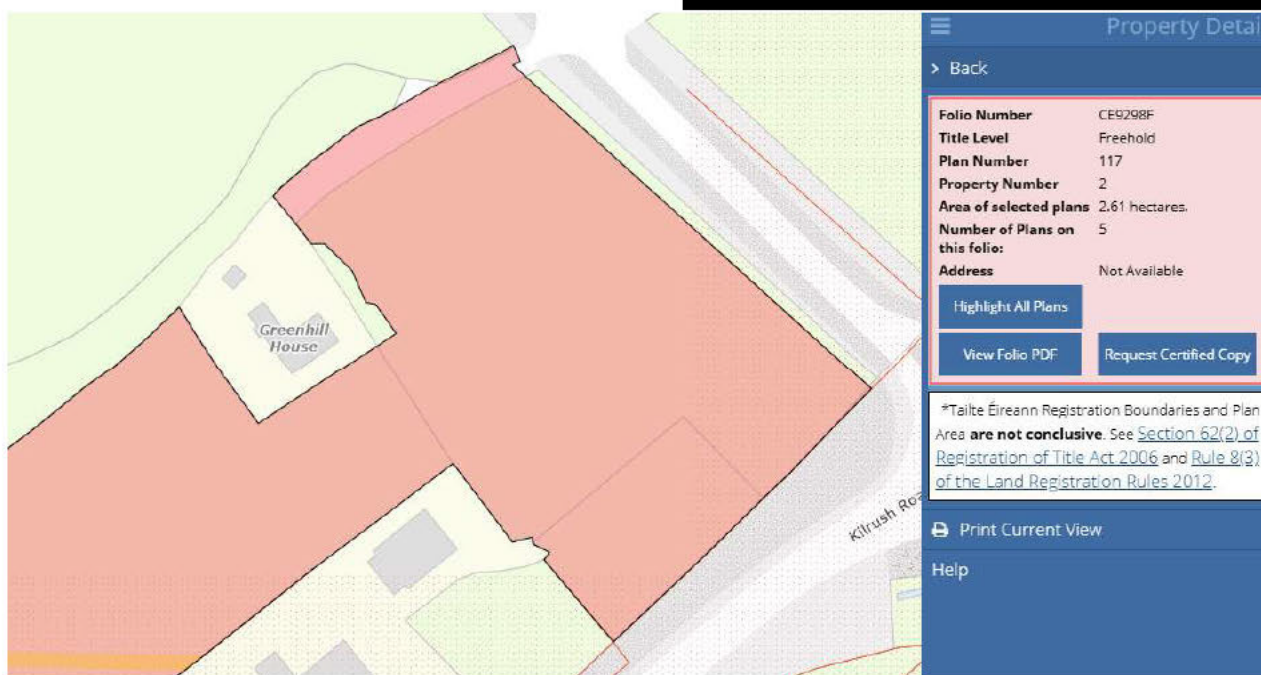 Property Detai
> Back
Folio Number CE9298F
Title Level Freehold
Plan Number 117
Property Number 2
Area of selected plans 2.61 hectares.
Number of Plans on 5
this folio:
Address Not Available
Highlight All Plans
View Folio PDF Request Certified Copy
*Tailte Éireann Registration Boundaries and Plan
Area are not conclusive. See Section 62(2) of
Registration of Title Act 2006 and Rule 8(3)
of the Land Registration Rules 2012.
Print Current View
Help
Greenhill
House
Kilrush Roa